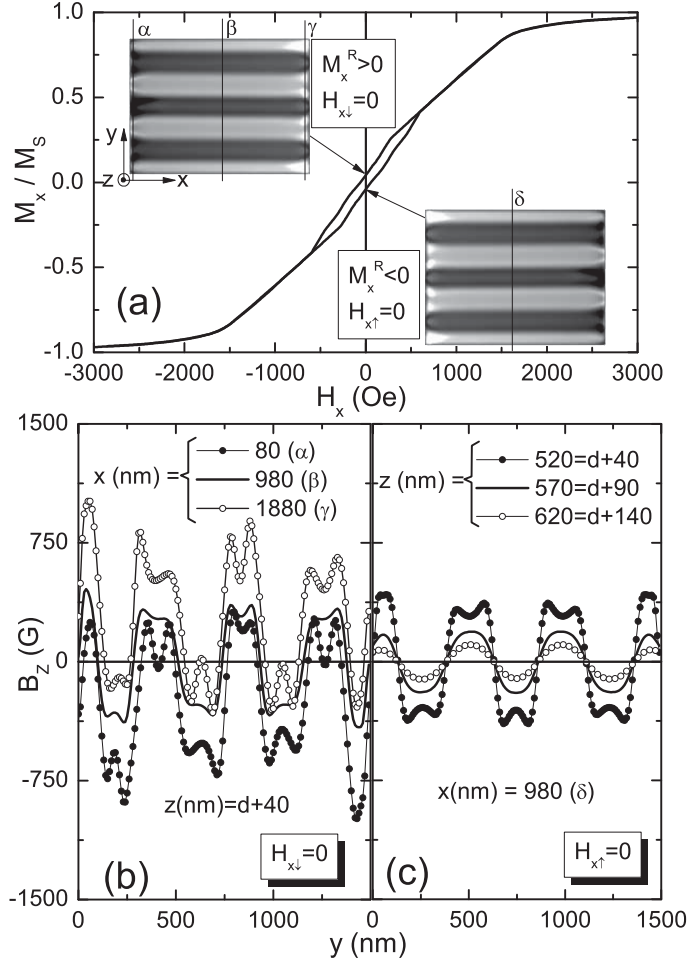 α β γ
1.0
0.5
0.0
-0.5
-1.0
M_x / M_S
M_x^R>0
H_x↓=0
y
z
x
δ
M_x^R<0
H_x↑=0
(a)
-3000 -2000 -1000 0 1000 2000 3000
H_x (Oe)
1500
750
0
-750
-1500
B_z (G)
x (nm) =
80 (α)
980 (β)
1880 (γ)
z(nm)=d+40
H_x↓=0
(b)
z (nm) =
520=d+40
570=d+90
620=d+140
x(nm) = 980 (δ)
H_x↑=0
(c)
0 500 1000 0 500 1000 1500
y (nm)